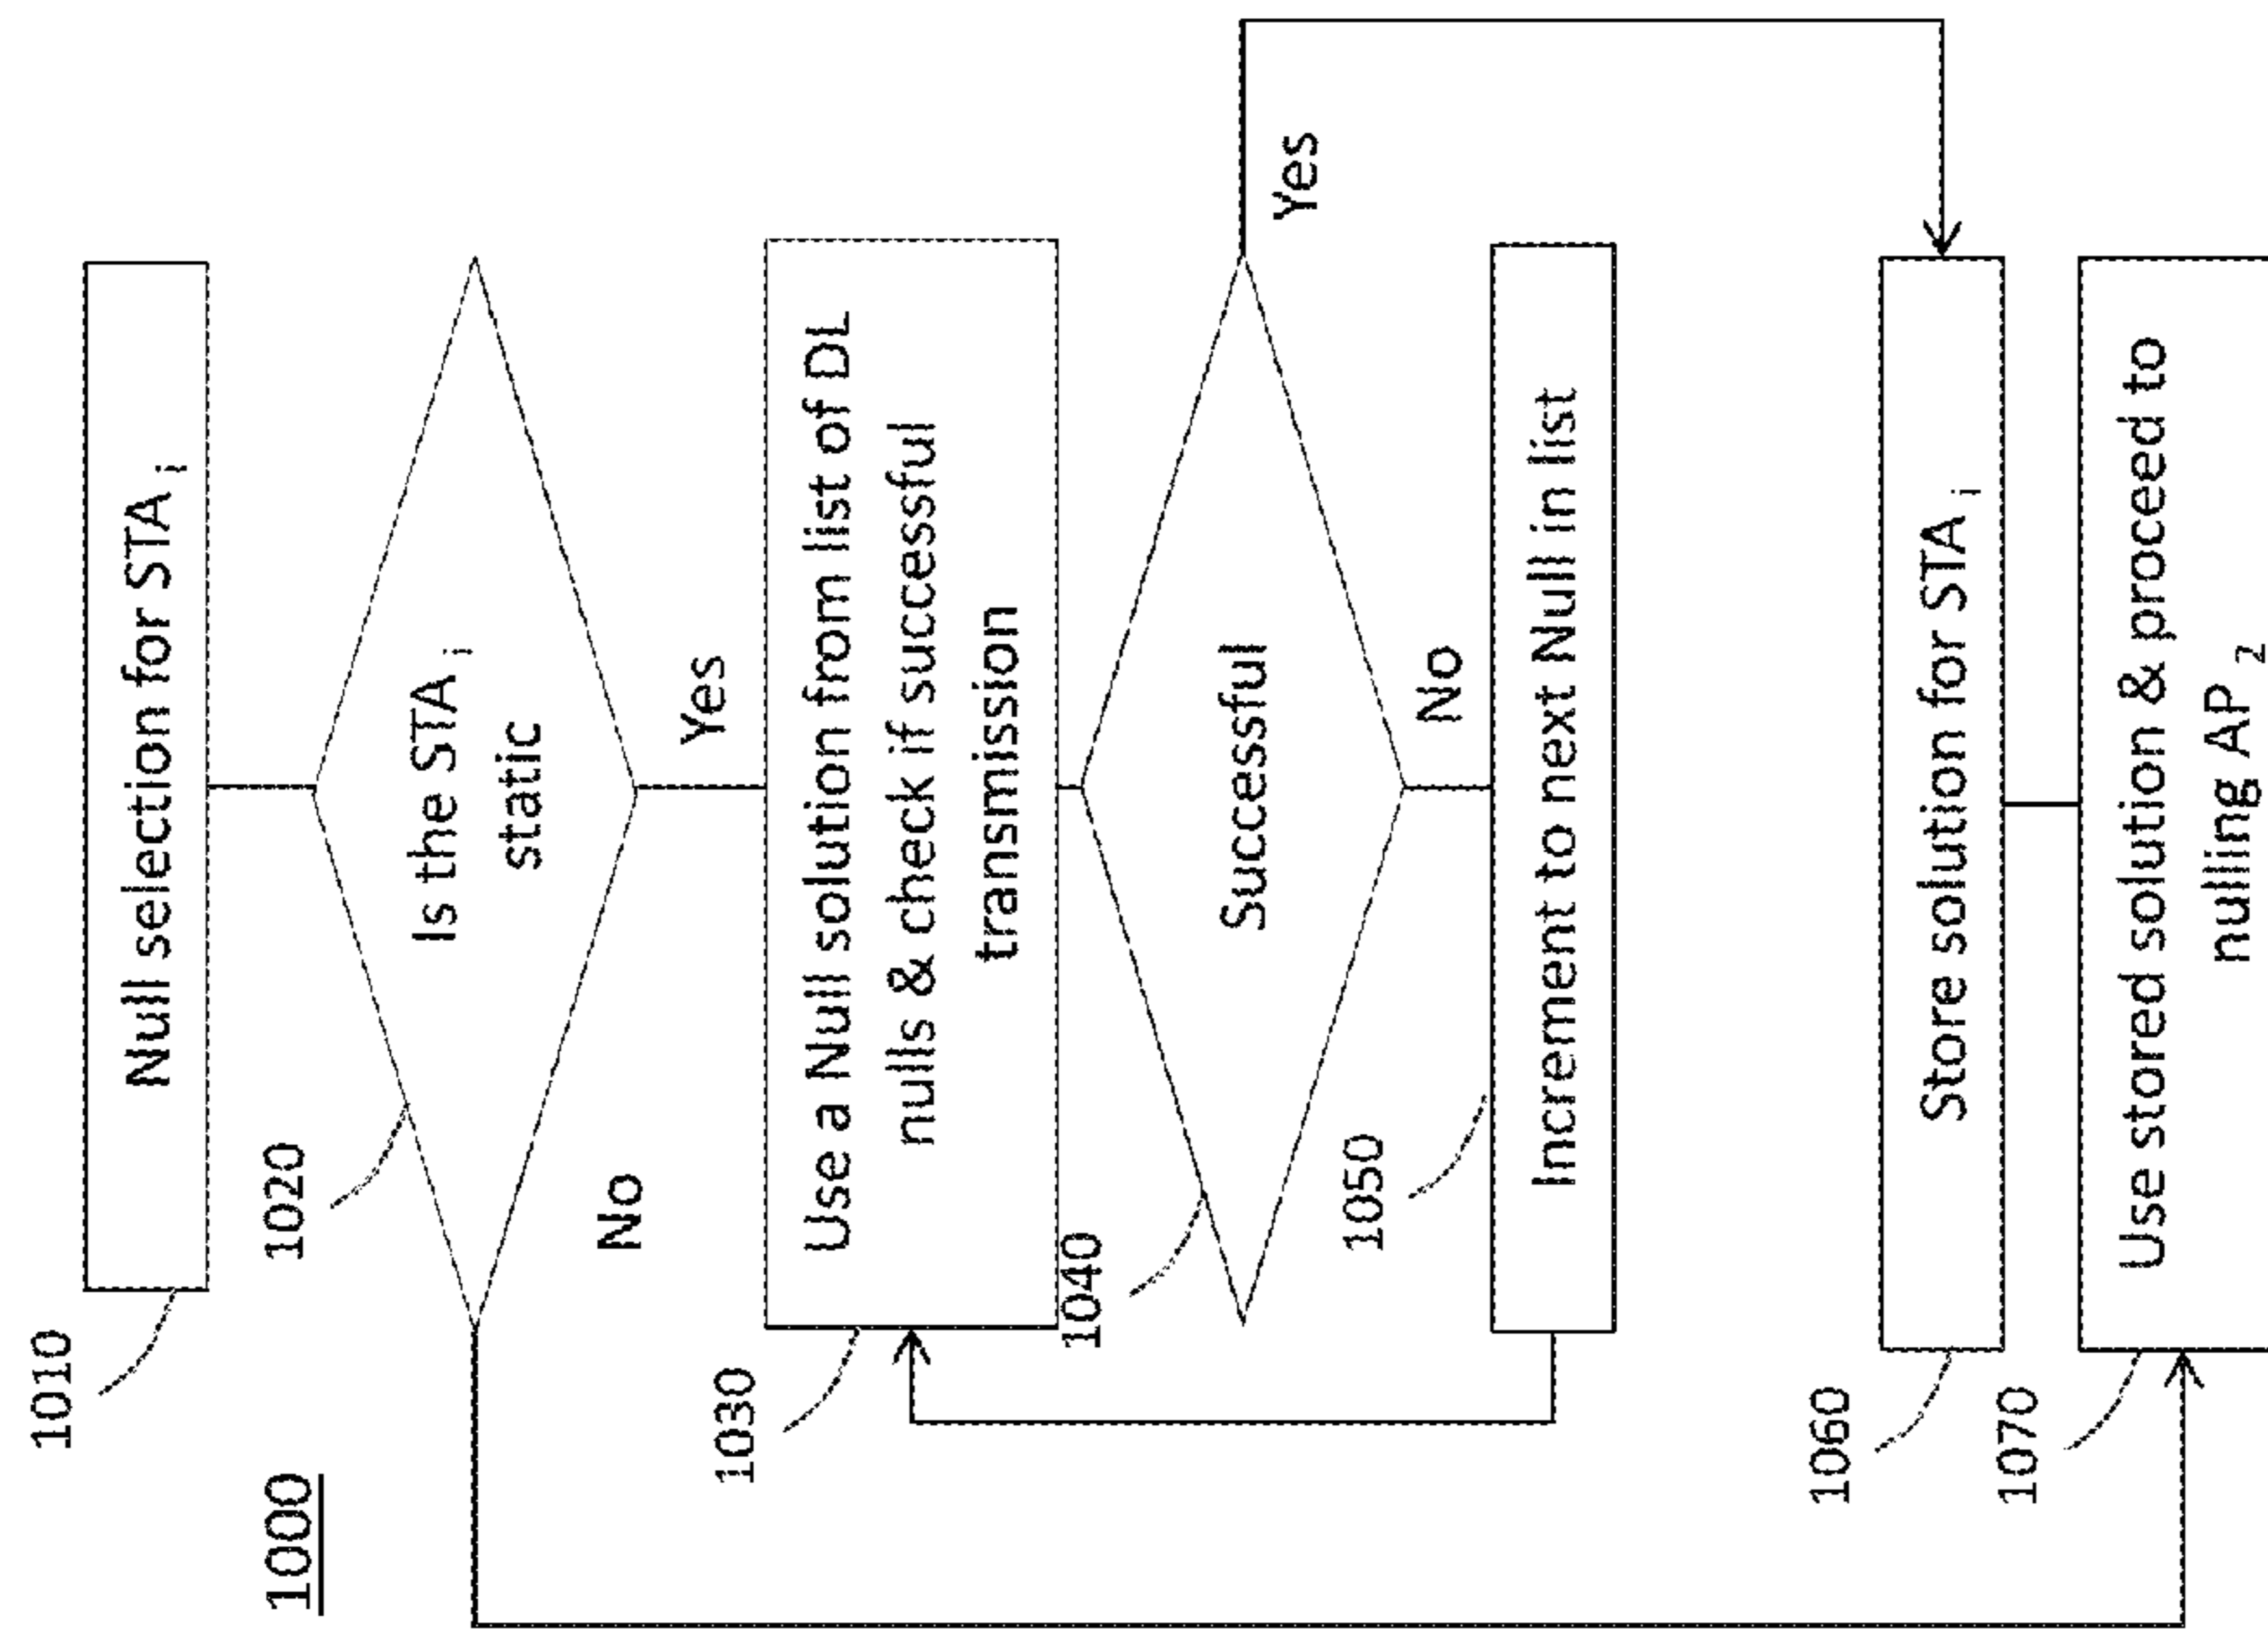 1000
1010
Null selection for STA i
1020
Is the STA i
static
No
Yes
1030
Use a Null solution from list of DL
nulls & check if successful
transmission
1040
Successful
Yes
No
1050
Increment to next Null in list
1060
Store solution for STA i
1070
Use stored solution & proceed to
nulling AP 2